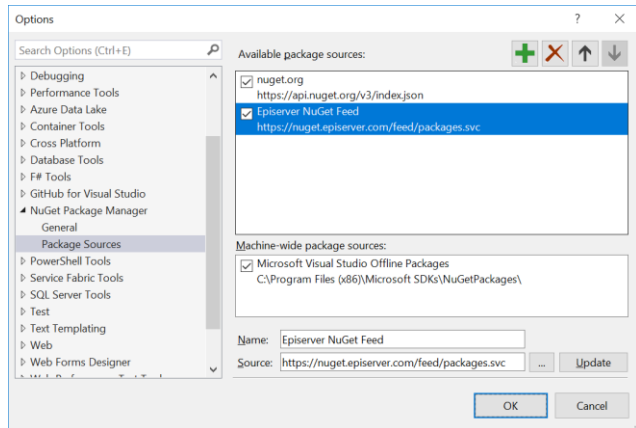 Options
Search Options (Ctrl+E)
Debugging
Performance Tools
Azure Data Lake
Container Tools
Cross Platform
Database Tools
F# Tools
GitHub for Visual Studio
NuGet Package Manager
General
Package Sources
PowerShell Tools
Service Fabric Tools
SQL Server Tools
Test
Text Templating
Web
Web Forms Designer
Available package sources:
nuget.org
https://api.nuget.org/v3/index.json
Episerver NuGet Feed
https://nuget.episerver.com/feed/packages.svc
Machine-wide package sources:
Microsoft Visual Studio Offline Packages
C:\Program Files (x86)\Microsoft SDKs\NuGetPackages\
Name: Episerver NuGet Feed
Source: https://nuget.episerver.com/feed/packages.svc ... Update
OK Cancel